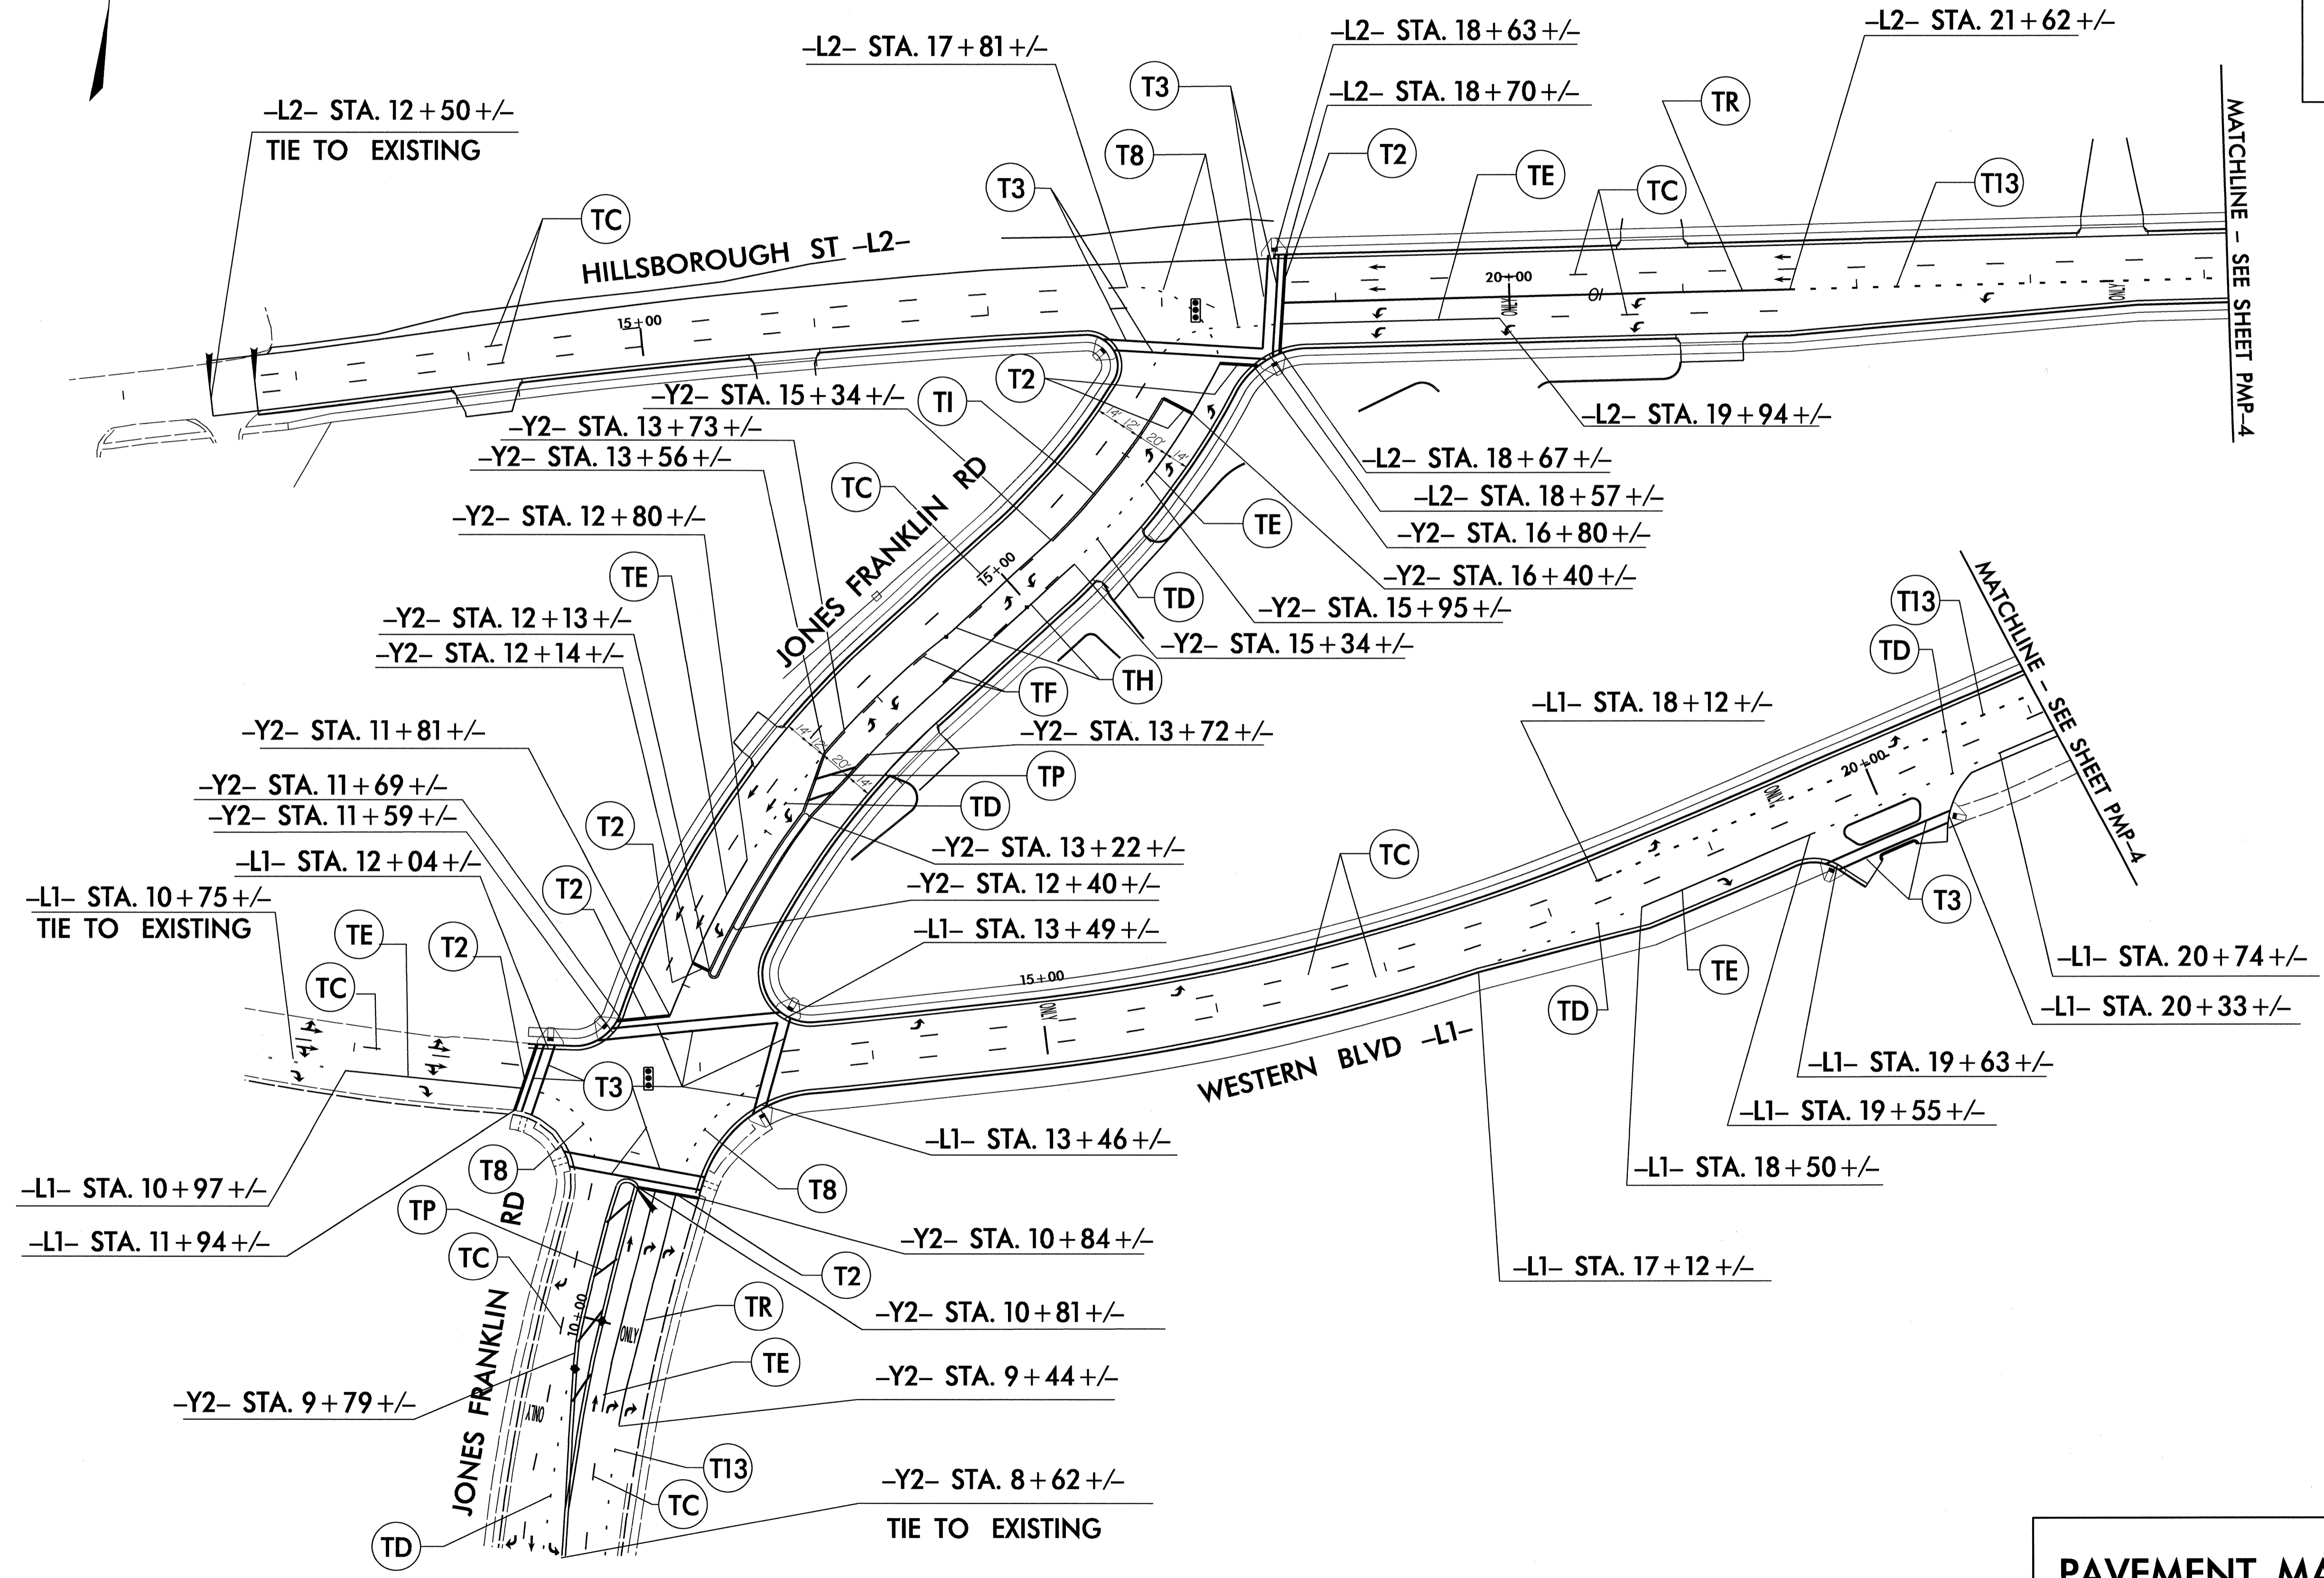 –L2– STA. 17+81 +/–
–L2– STA. 18+63 +/–
–L2– STA. 21+62 +/–
–L2– STA. 12+50 +/–
TIE TO EXISTING
T3
–L2– STA. 18+70 +/–
TR
T8
T2
TE
TC
T13
T3
TC
HILLSBOROUGH ST –L2–
MATCHLINE – SEE SHEET PMP–4
15+00
20+00
ONLY
ONLY
–Y2– STA. 15+34 +/–
TI
T2
–Y2– STA. 13+73 +/–
–Y2– STA. 13+56 +/–
14'
12'
20'
14'
–L2– STA. 19+94 +/–
–L2– STA. 18+67 +/–
–L2– STA. 18+57 +/–
–Y2– STA. 16+80 +/–
–Y2– STA. 16+40 +/–
TC
JONES FRANKLIN RD
15+00
–Y2– STA. 12+80 +/–
TE
TE
TD
–Y2– STA. 15+95 +/–
–Y2– STA. 15+34 +/–
–Y2– STA. 12+13 +/–
–Y2– STA. 12+14 +/–
TH
TF
T13
TD
MATCHLINE – SEE SHEET PMP–4
–L1– STA. 18+12 +/–
–Y2– STA. 11+81 +/–
14'
12'
20'
14'
–Y2– STA. 13+72 +/–
TP
–Y2– STA. 11+69 +/–
–Y2– STA. 11+59 +/–
T2
TD
20+00
ONLY
–L1– STA. 12+04 +/–
–Y2– STA. 13+22 +/–
TC
–L1– STA. 10+75 +/–
TIE TO EXISTING
T2
–Y2– STA. 12+40 +/–
T3
TE
T2
–L1– STA. 13+49 +/–
TC
15+00
ONLY
TE
TD
–L1– STA. 20+74 +/–
–L1– STA. 20+33 +/–
WESTERN BLVD –L1–
–L1– STA. 19+63 +/–
T3
–L1– STA. 19+55 +/–
–L1– STA. 13+46 +/–
–L1– STA. 18+50 +/–
T8
T8
–L1– STA. 10+97 +/–
–L1– STA. 11+94 +/–
TP
TC
–Y2– STA. 10+84 +/–
T2
–L1– STA. 17+12 +/–
TR
–Y2– STA. 10+81 +/–
10+00
ONLY
TE
–Y2– STA. 9+44 +/–
–Y2– STA. 9+79 +/–
ONLY
JONES FRANKLIN RD
T13
TC
–Y2– STA. 8+62 +/–
TIE TO EXISTING
TD
PAVEMENT MA